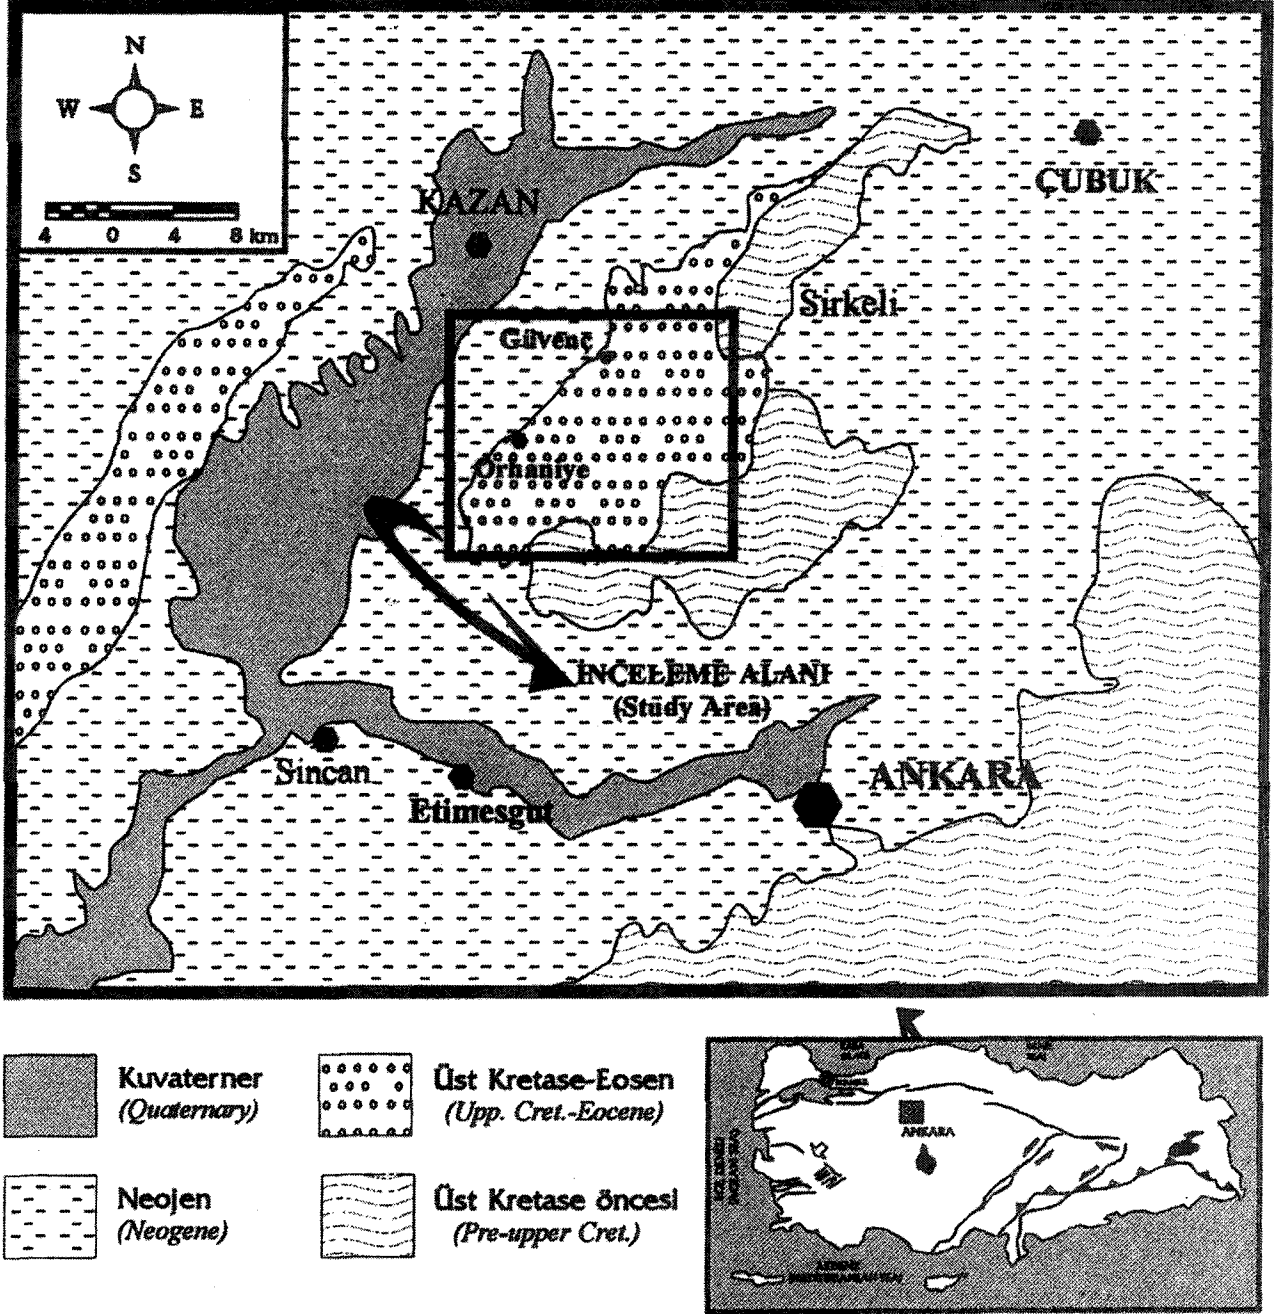 N
W E
S
4 0 4 8 km
KAZAN
ÇUBUK
Sirkeli
Güvenç
Orhaniye
İNCELEME ALANI
(Study Area)
Sincan
ANKARA
Etimesgut
Kuvaterner
(Quaternary)
Üst Kretase-Eosen
(Upp. Cret.-Eocene)
Neojen
(Neogene)
Üst Kretase öncesi
(Pre-upper Cret.)
ANKARA